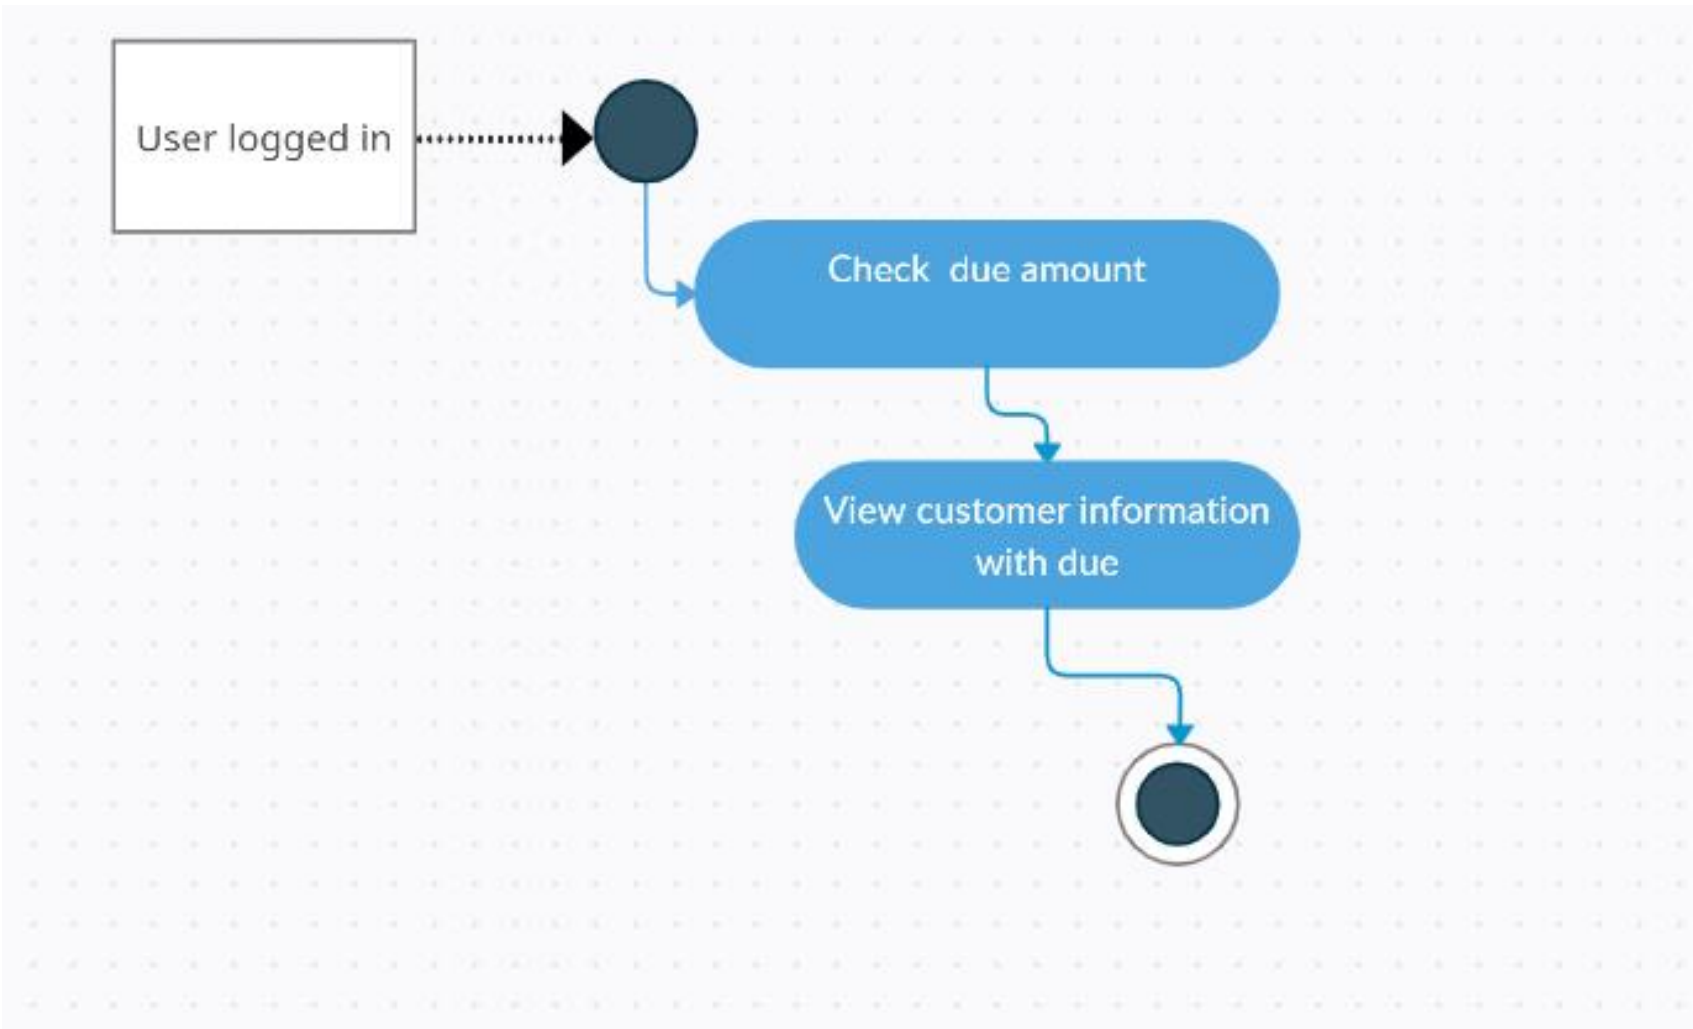 User logged in
Check  due amount
View customer information
with due